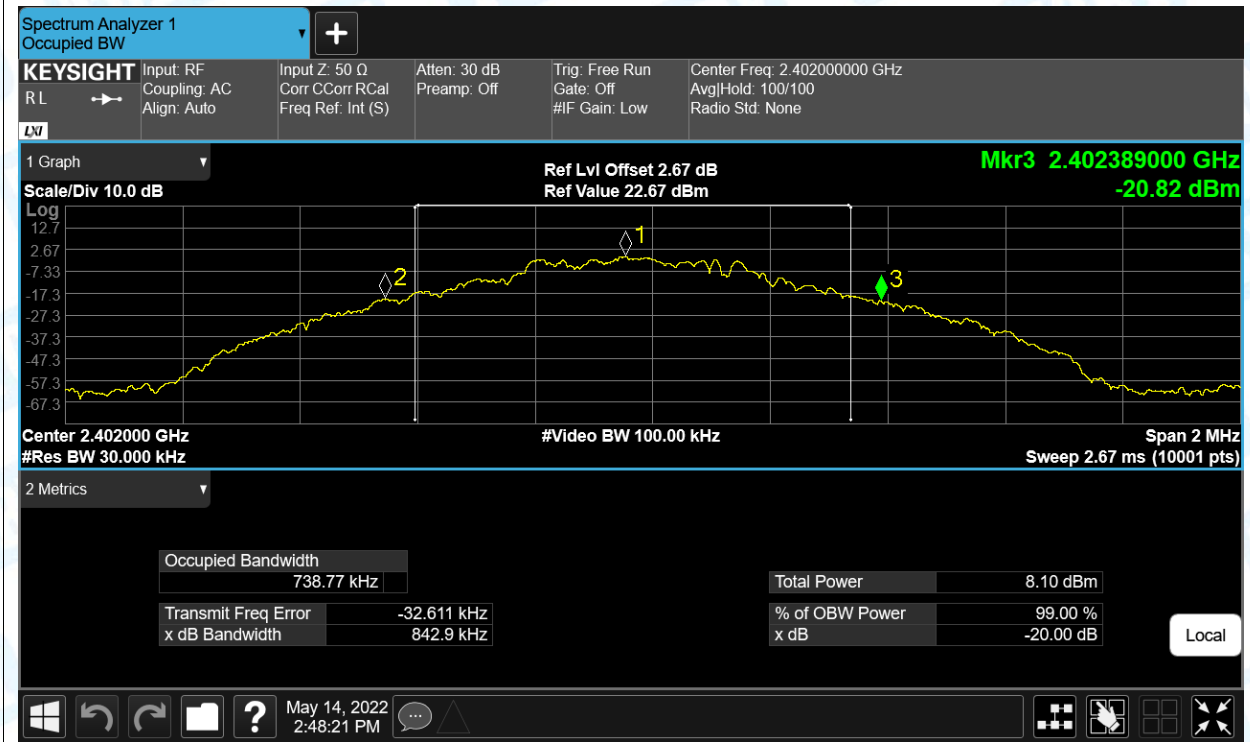 Spectrum Analyzer 1
Occupied BW
KEYSIGHT
R L
LXI
Input: RF
Coupling: AC
Align: Auto
Input Z: 50 Ω
Corr CCorr RCal
Freq Ref: Int (S)
Atten: 30 dB
Preamp: Off
Trig: Free Run
Gate: Off
#IF Gain: Low
Center Freq: 2.402000000 GHz
Avg|Hold: 100/100
Radio Std: None
1 Graph
Scale/Div 10.0 dB
Ref Lvl Offset 2.67 dB
Ref Value 22.67 dBm
Mkr3 2.402389000 GHz
-20.82 dBm
Log
12.7
2.67
-7.33
-17.3
-27.3
-37.3
-47.3
-57.3
-67.3
1
2
3
Center 2.402000 GHz
#Res BW 30.000 kHz
#Video BW 100.00 kHz
Span 2 MHz
Sweep 2.67 ms (10001 pts)
2 Metrics
Occupied Bandwidth
738.77 kHz
Transmit Freq Error -32.611 kHz
x dB Bandwidth 842.9 kHz
Total Power 8.10 dBm
% of OBW Power 99.00 %
x dB -20.00 dB
Local
?
May 14, 2022
2:48:21 PM